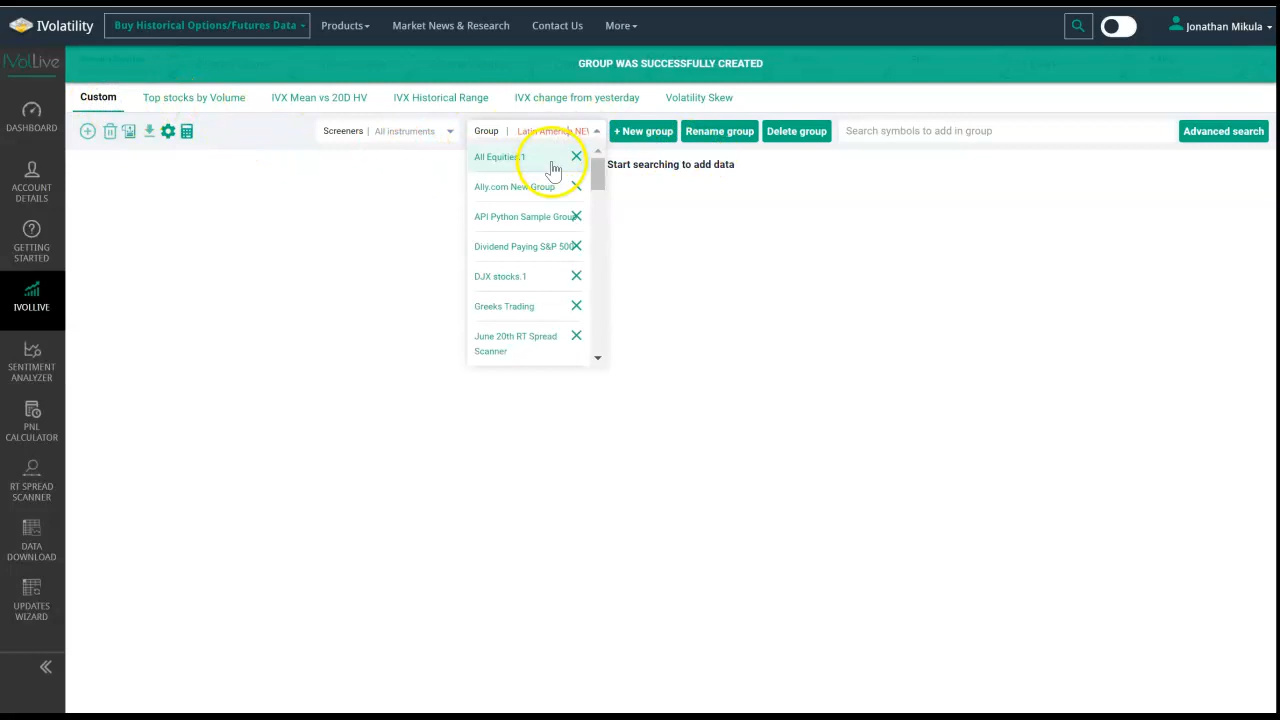 IVolatility
Buy Historical Options/Futures Data
Products
Market News & Research
Contact Us
More
Jonathan Mikula
IVolLive
GROUP WAS SUCCESSFULLY CREATED
Custom
Top stocks by Volume
IVX Mean vs 20D HV
IVX Historical Range
IVX change from yesterday
Volatility Skew
Screeners | All instruments
Group | Latin America NEW
+ New group
Rename group
Delete group
Search symbols to add in group
Advanced search
Start searching to add data
All Equities.1
Ally.com New Group
API Python Sample Group
Dividend Paying S&P 500
DJX stocks.1
Greeks Trading
June 20th RT Spread
Scanner
DASHBOARD
ACCOUNT
DETAILS
GETTING
STARTED
IVOLLIVE
SENTIMENT
ANALYZER
PNL
CALCULATOR
RT SPREAD
SCANNER
DATA
DOWNLOAD
UPDATES
WIZARD